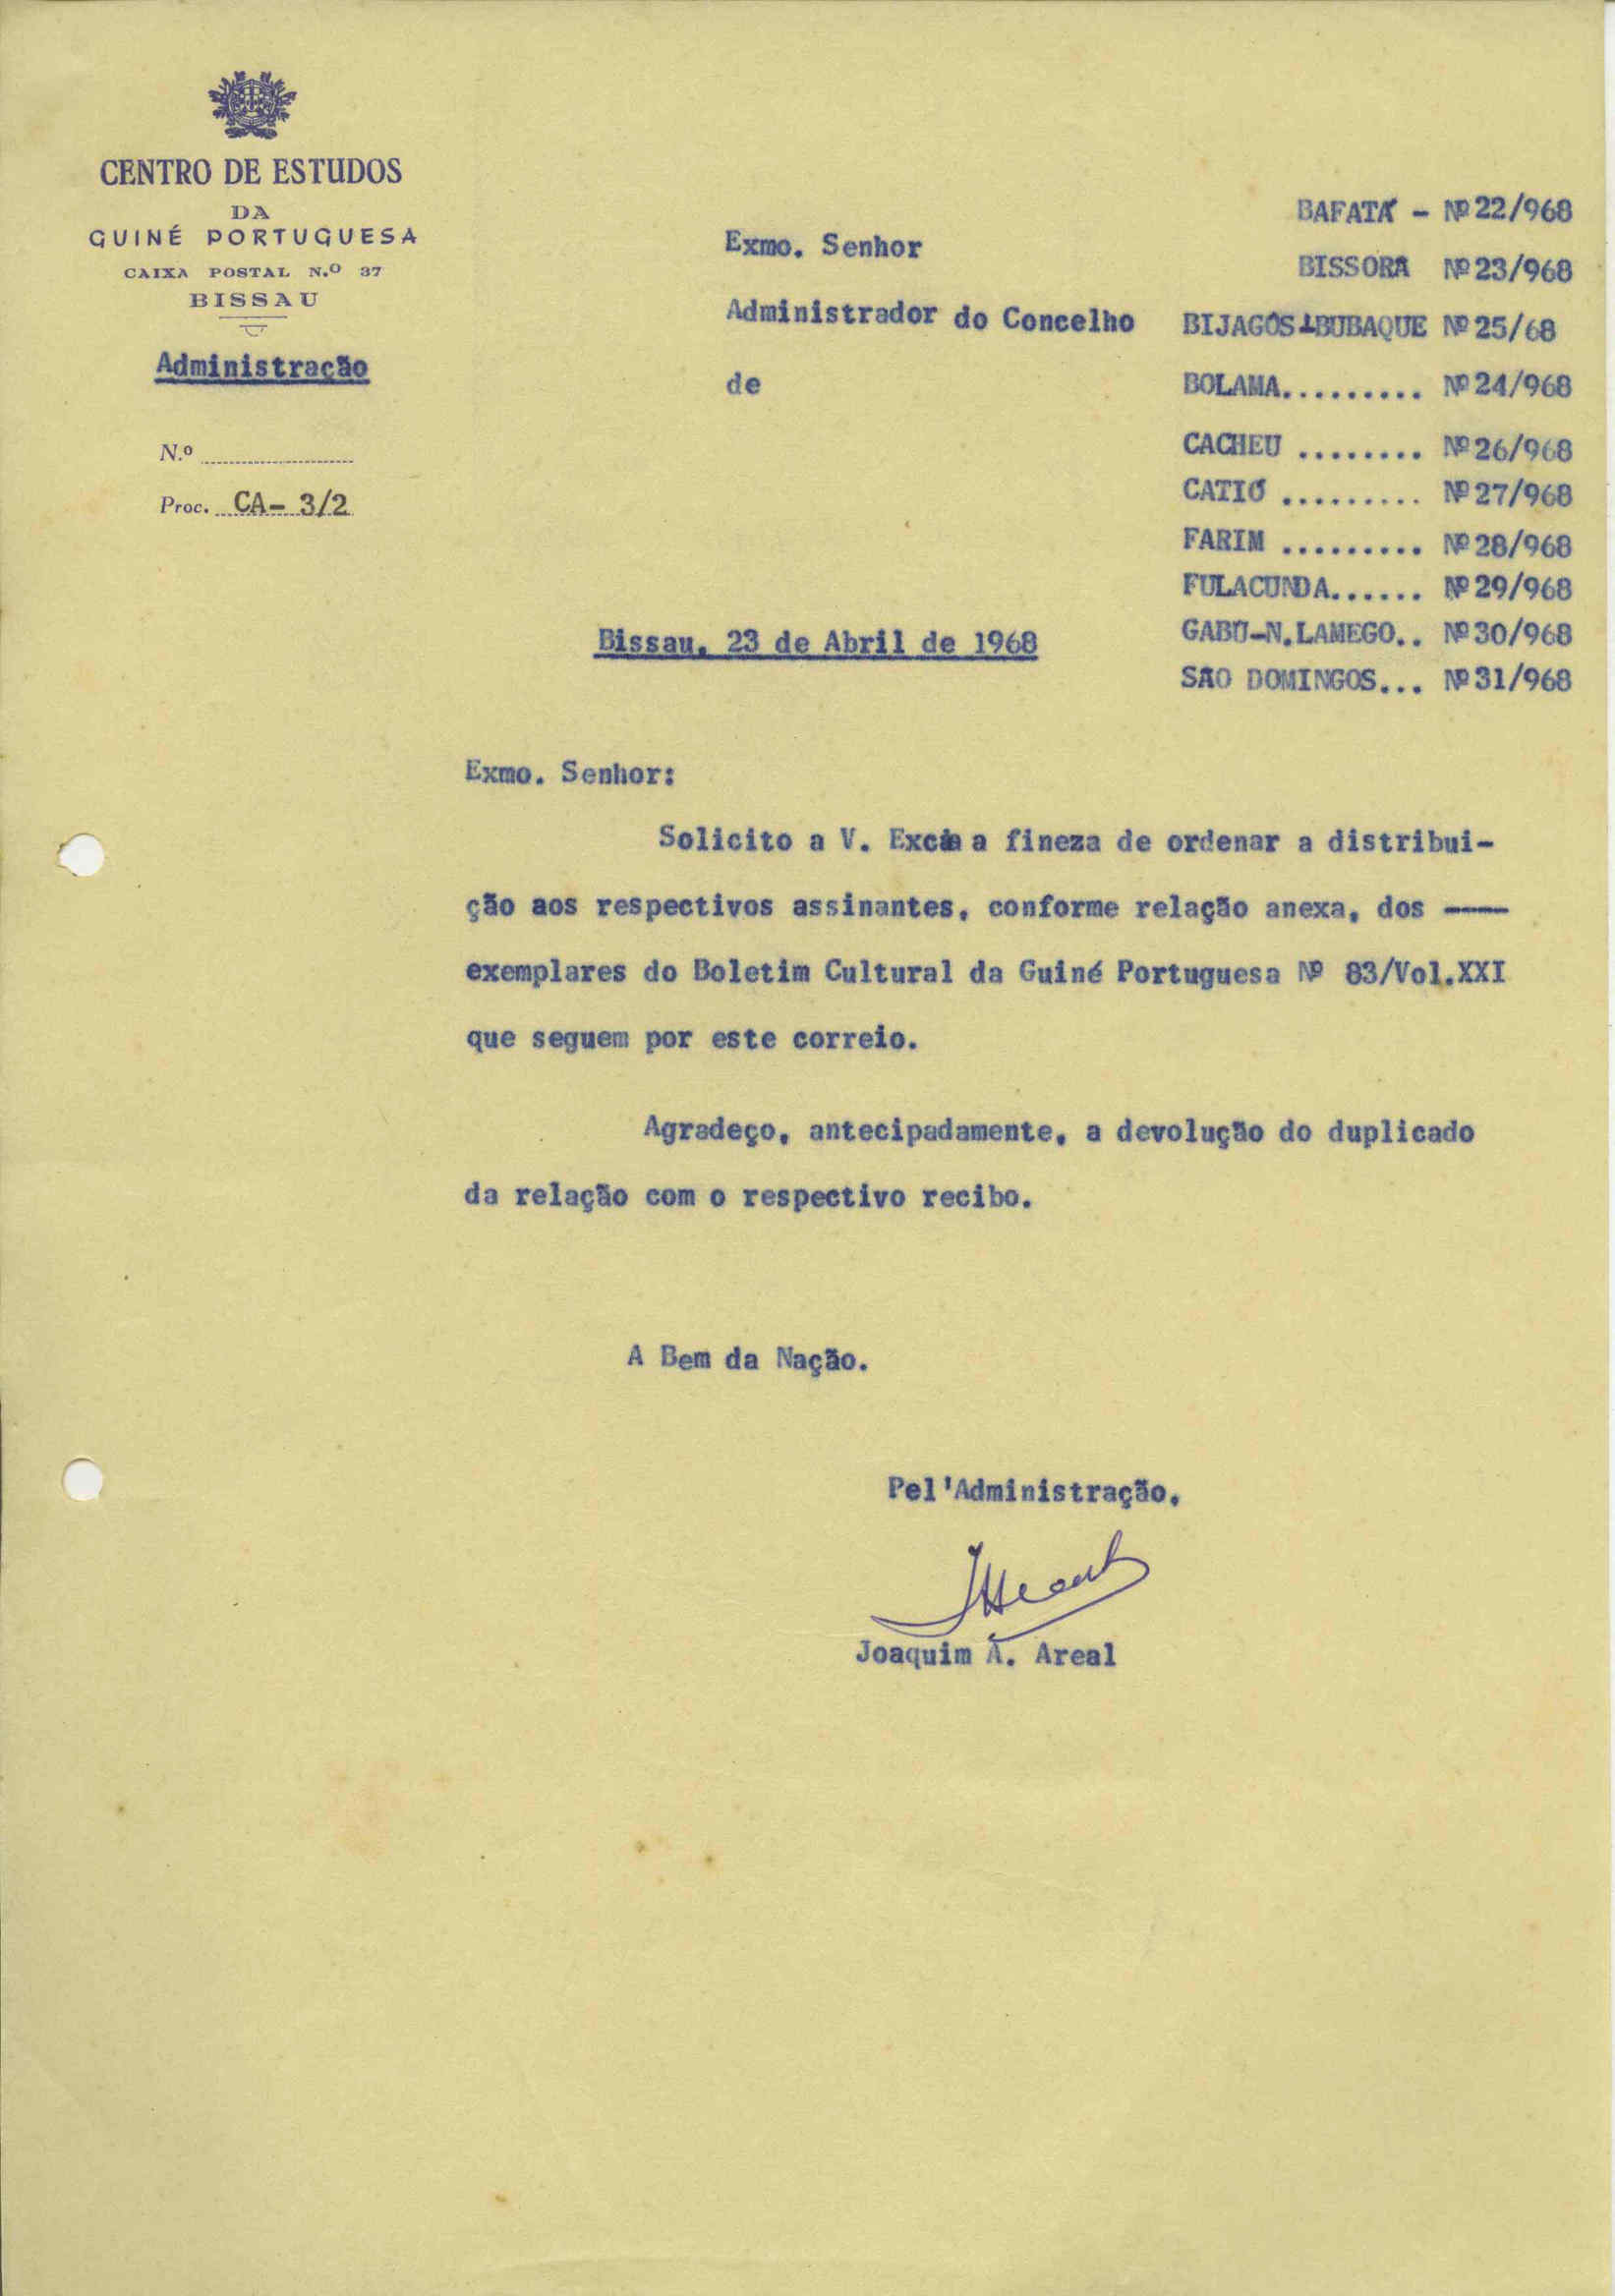 CENTRO DE ESTUDOS
DA
GUINÉ PORTUGUESA
CAIXA POSTAL N.º 37
BISSAU
Administração
N.º
Proc. CA- 3/2
Exmo. Senhor
Administrador do Concelho
de
BAFATÁ - Nº 22/968
BISSORÃ Nº 23/968
BIJAGÓS-BUBAQUE Nº 25/68
BOLAMA......... Nº 24/968
CACHEU ........ Nº 26/968
CATIÓ ......... Nº 27/968
FARIM ......... Nº 28/968
FULACUNDA...... Nº 29/968
GABÚ-N.LAMEGO.. Nº 30/968
SÃO DOMINGOS... Nº 31/968
Bissau, 23 de Abril de 1968
Exmo. Senhor:
Solicito a V. Excia a fineza de ordenar a distribui-
ção aos respectivos assinantes, conforme relação anexa, dos ----
exemplares do Boletim Cultural da Guiné Portuguesa Nº 83/Vol.XXI
que seguem por este correio.
Agradeço, antecipadamente, a devolução do duplicado
da relação com o respectivo recibo.
A Bem da Nação.
Pel'Administração,
Joaquim A. Areal